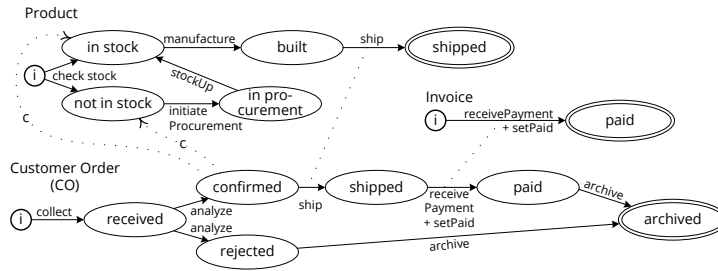 Product
in stock
manufacture
built
ship
shipped
i
check stock
stockUp
not in stock
initiate
Procurement
in pro-
curement
c
c
Invoice
i
receivePayment
+ setPaid
paid
Customer Order
(CO)
i
collect
received
analyze
analyze
confirmed
ship
shipped
receive
Payment
+ setPaid
paid
archive
archived
rejected
archive